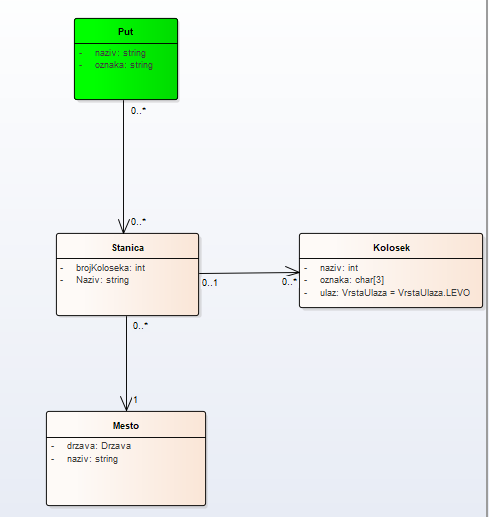 Put
- naziv: string
- oznaka: string
0..*
0..*
Stanica
- brojKoloseka: int
- Naziv: string
0..1
0..*
Kolosek
- naziv: int
- oznaka: char[3]
- ulaz: VrstaUlaza = VrstaUlaza.LEVO
0..*
1
Mesto
- drzava: Drzava
- naziv: string